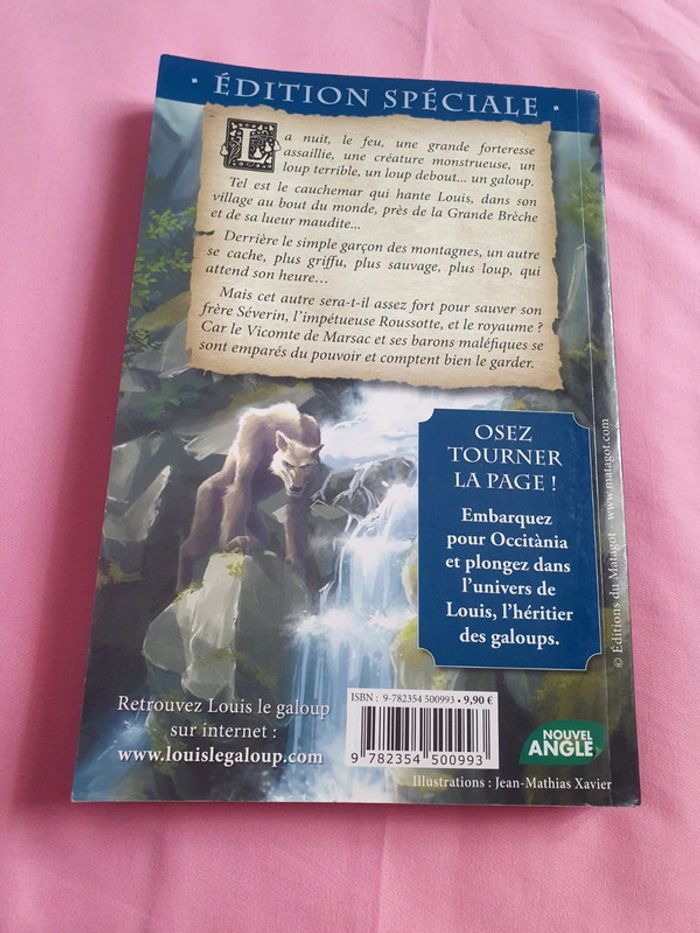 · ÉDITION SPÉCIALE ·
La nuit, le feu, une grande forteresse
assaillie, une créature monstrueuse, un
loup terrible, un loup debout... un galoup.
Tel est le cauchemar qui hante Louis, dans son
village au bout du monde, près de la Grande Brèche
et de sa lueur maudite...
Derrière le simple garçon des montagnes, un autre
se cache, plus griffu, plus sauvage, plus loup, qui
attend son heure...
Mais cet autre sera-t-il assez fort pour sauver son
frère Séverin, l'impétueuse Roussotte, et le royaume ?
Car le Vicomte de Marsac et ses barons maléfiques se
sont emparés du pouvoir et comptent bien le garder.
OSEZ
TOURNER
LA PAGE !
Embarquez
pour Occitània
et plongez dans
l'univers de
Louis, l'héritier
des galoups.
© Éditions du Matagot - www.matagot.com
Retrouvez Louis le galoup
sur internet :
www.louislegaloup.com
ISBN : 9-782354 500993 • 9,90 €
9 782354 500993
NOUVEL
ANGLE
Illustrations : Jean-Mathias Xavier